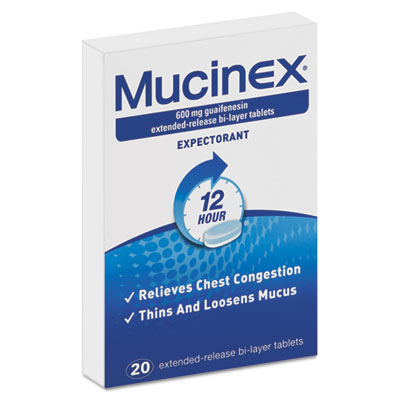 Mucinex®
600 mg guaifenesin
extended-release bi-layer tablets
EXPECTORANT
12
HOUR
✓ Relieves Chest Congestion
✓ Thins And Loosens Mucus
20 extended-release bi-layer tablets